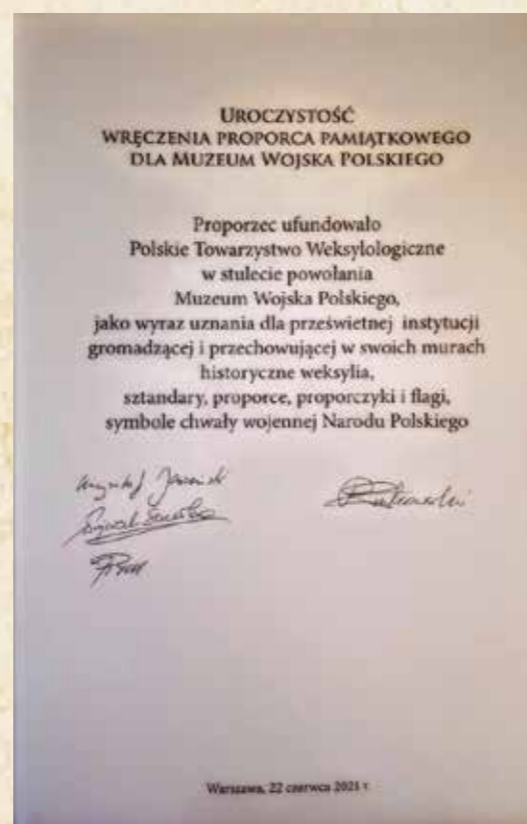 UROCZYSTOŚĆ
WRĘCZENIA PROPORCA PAMIĄTKOWEGO
DLA MUZEUM WOJSKA POLSKIEGO
Proporzec ufundowało
Polskie Towarzystwo Weksylologiczne
w stulecie powołania
Muzeum Wojska Polskiego,
jako wyraz uznania dla prześwietnej instytucji
gromadzącej i przechowującej w swoich murach
historyczne weksylia,
sztandary, proporce, proporczyki i flagi,
symbole chwały wojennej Narodu Polskiego
Warszawa, 22 czerwca 2021 r.